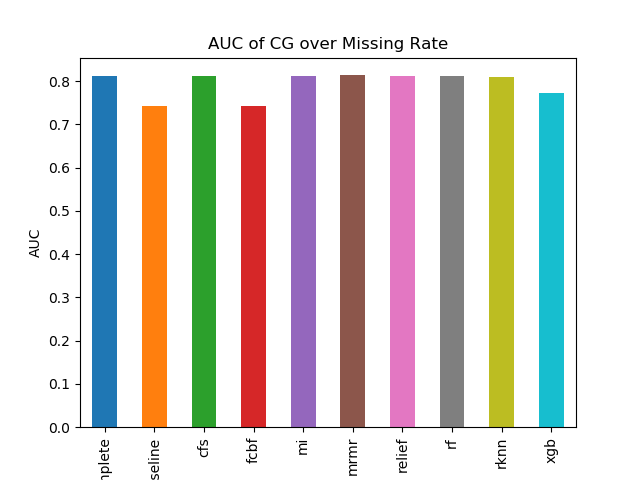 AUC of CG over Missing Rate
AUC
0.8
0.7
0.6
0.5
0.4
0.3
0.2
0.1
0.0
nplete
seline
cfs
fcbf
mi
mrmr
relief
rf
rknn
xgb